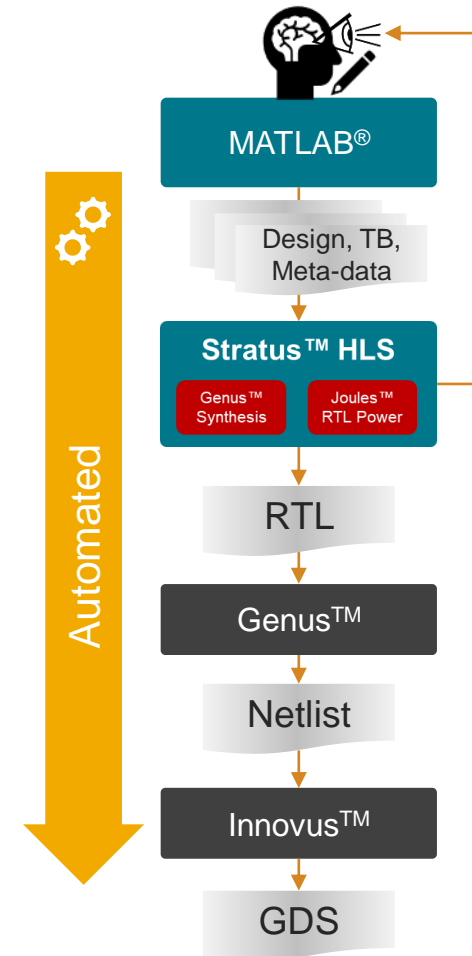 MATLAB®
Design, TB,
Meta-data
Stratus™ HLS
Genus™
Synthesis
Joules™
RTL Power
Automated
RTL
Genus™
Netlist
Innovus™
GDS